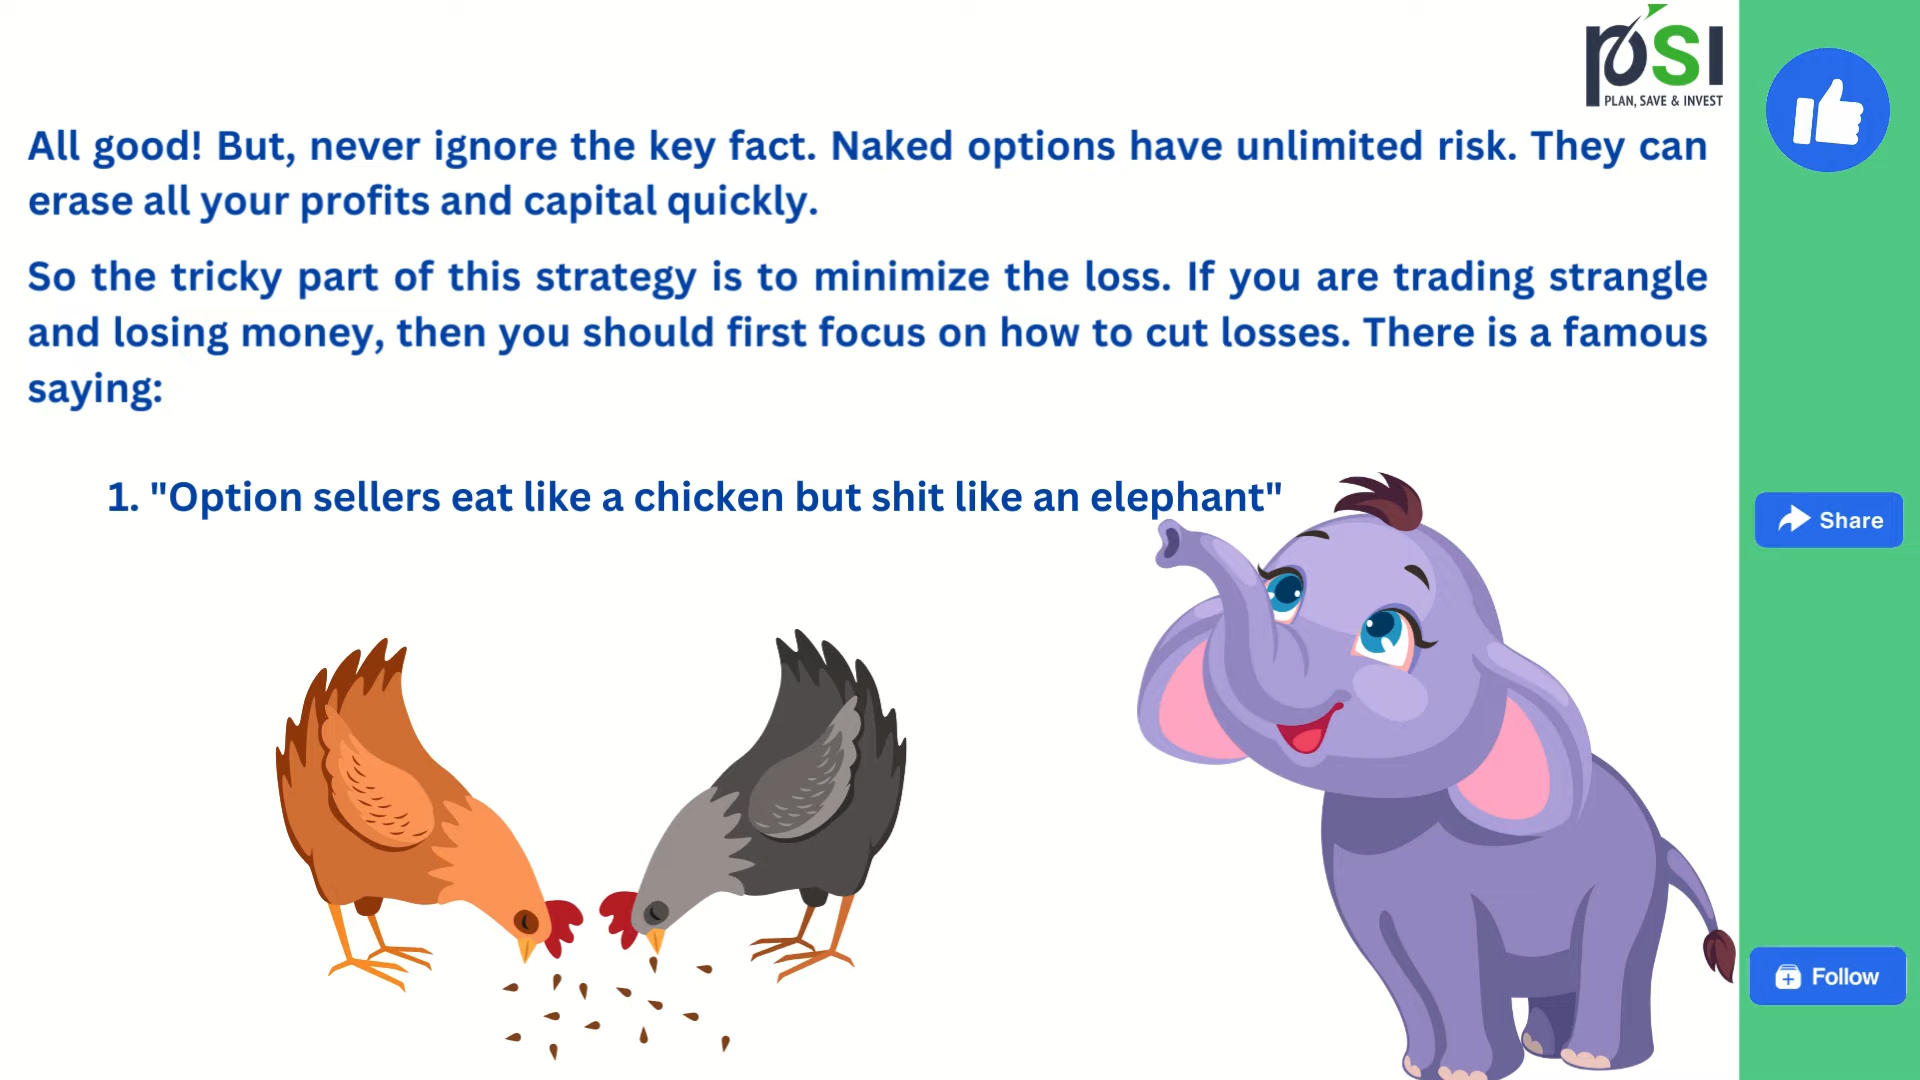 pSI
PLAN, SAVE & INVEST
All good! But, never ignore the key fact. Naked options have unlimited risk. They can
erase all your profits and capital quickly.
So the tricky part of this strategy is to minimize the loss. If you are trading strangle
and losing money, then you should first focus on how to cut losses. There is a famous
saying:
1. "Option sellers eat like a chicken but shit like an elephant"
Share
Follow